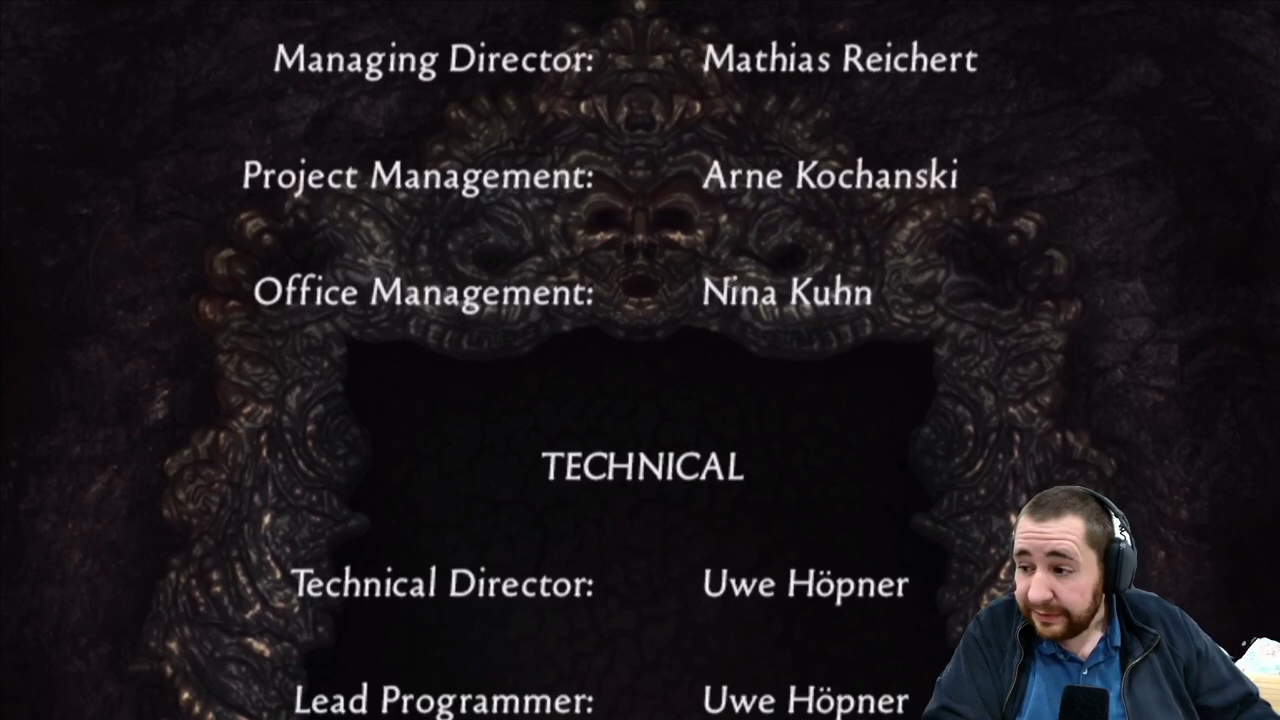 Managing Director: Mathias Reichert
Project Management: Arne Kochanski
Office Management: Nina Kuhn
TECHNICAL
Technical Director: Uwe Höpner
Lead Programmer: Uwe Höpner